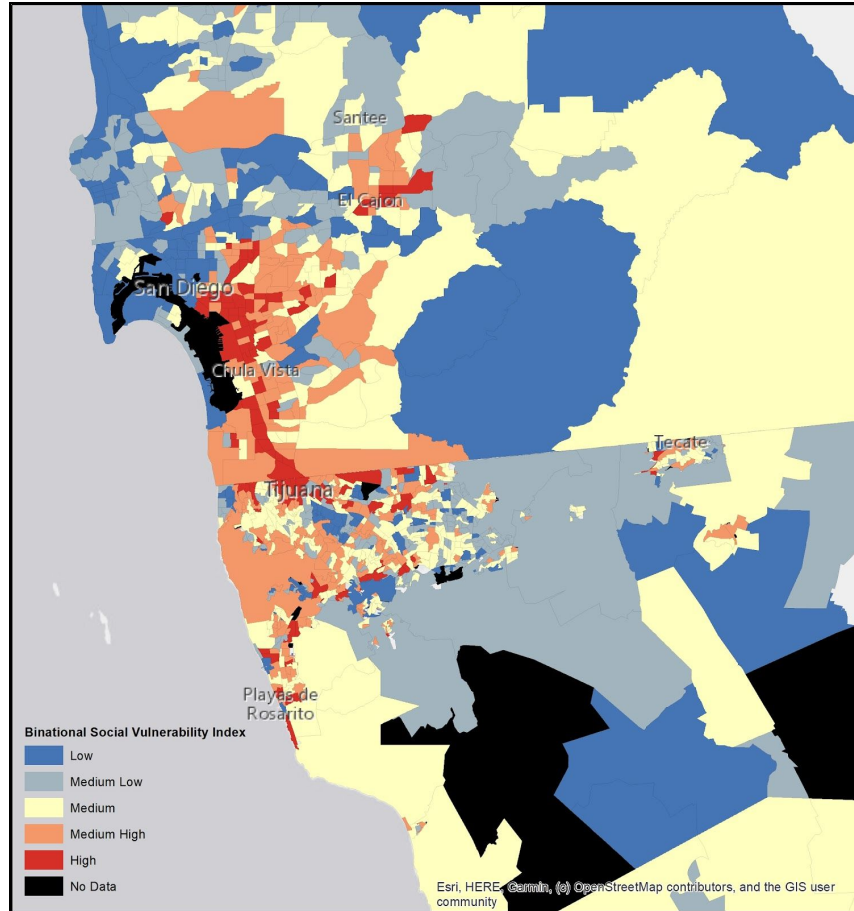 Santee
El Cajon
San Diego
Chula Vista
Tecate
Tijuana
Playas de
Rosarito
Binational Social Vulnerability Index
Low
Medium Low
Medium
Medium High
High
No Data
Esri, HERE, Garmin, (c) OpenStreetMap contributors, and the GIS user
community